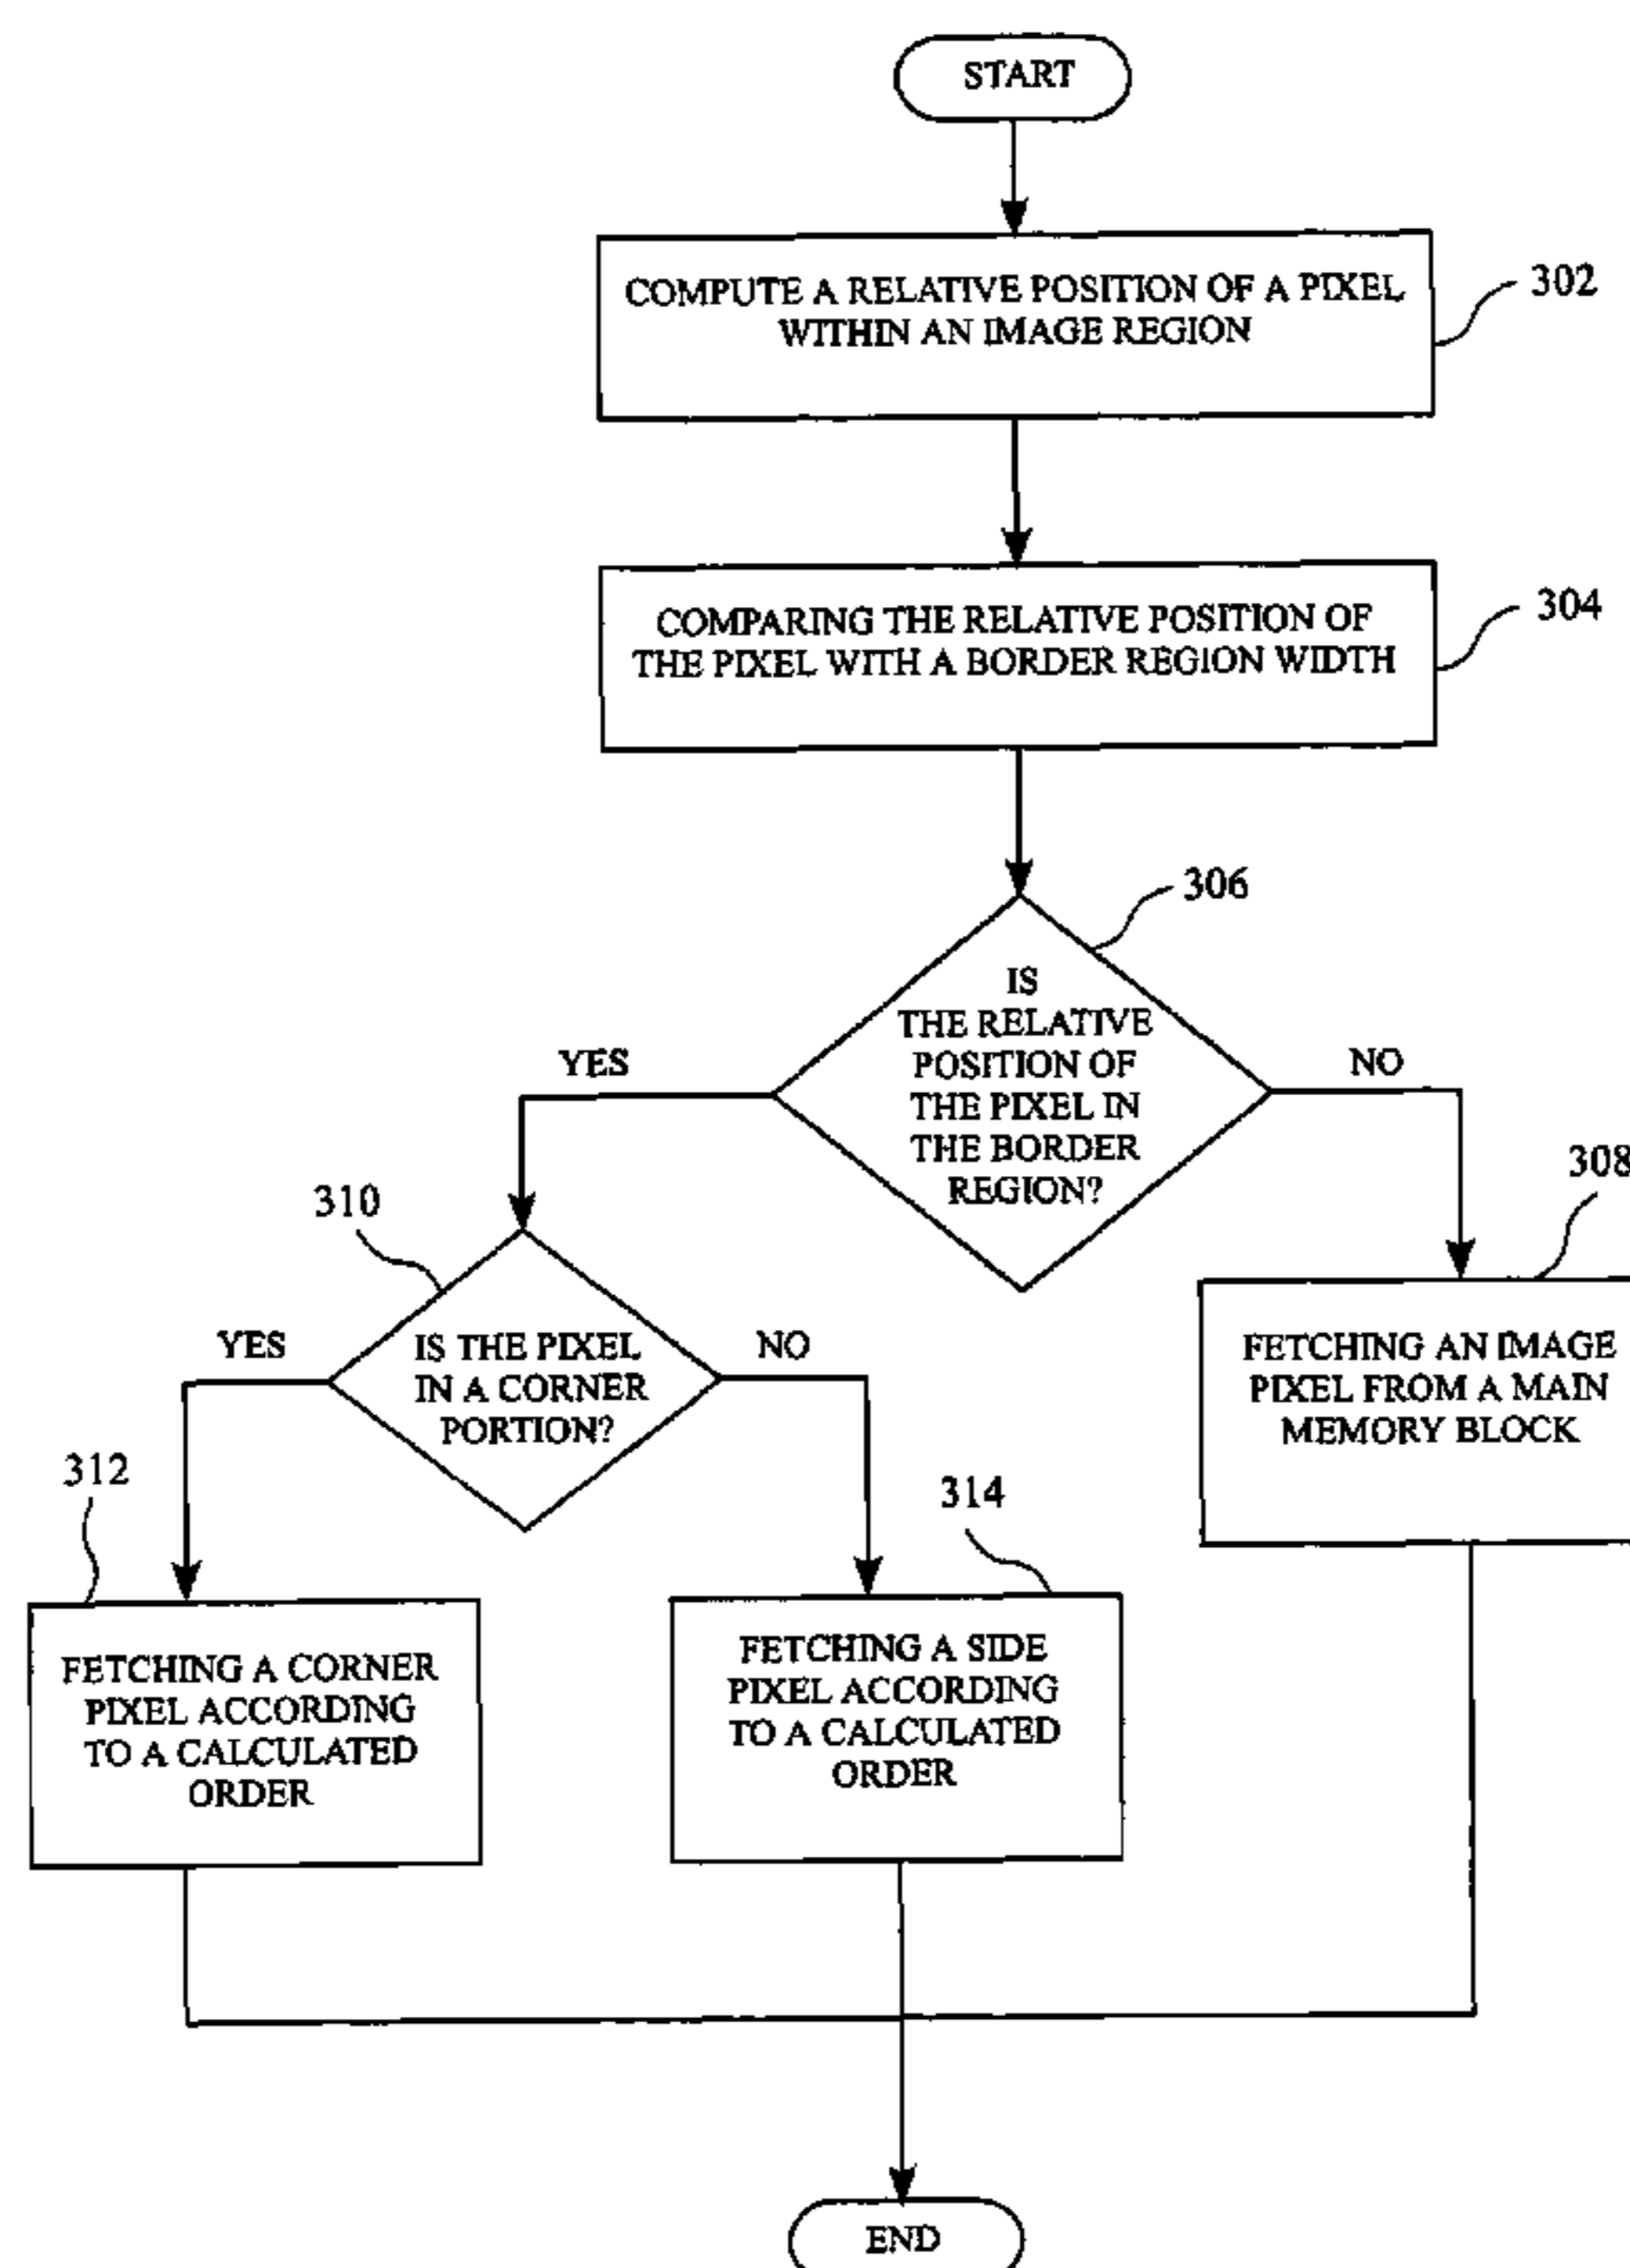 START
COMPUTE A RELATIVE POSITION OF A PIXEL
WITHIN AN IMAGE REGION
302
COMPARING THE RELATIVE POSITION OF
THE PIXEL WITH A BORDER REGION WIDTH
304
306
IS
THE RELATIVE
POSITION OF
THE PIXEL IN
THE BORDER
REGION?
YES
NO
308
310
IS THE PIXEL
IN A CORNER
PORTION?
YES
NO
FETCHING AN IMAGE
PIXEL FROM A MAIN
MEMORY BLOCK
312
314
FETCHING A CORNER
PIXEL ACCORDING
TO A CALCULATED
ORDER
FETCHING A SIDE
PIXEL ACCORDING
TO A CALCULATED
ORDER
END